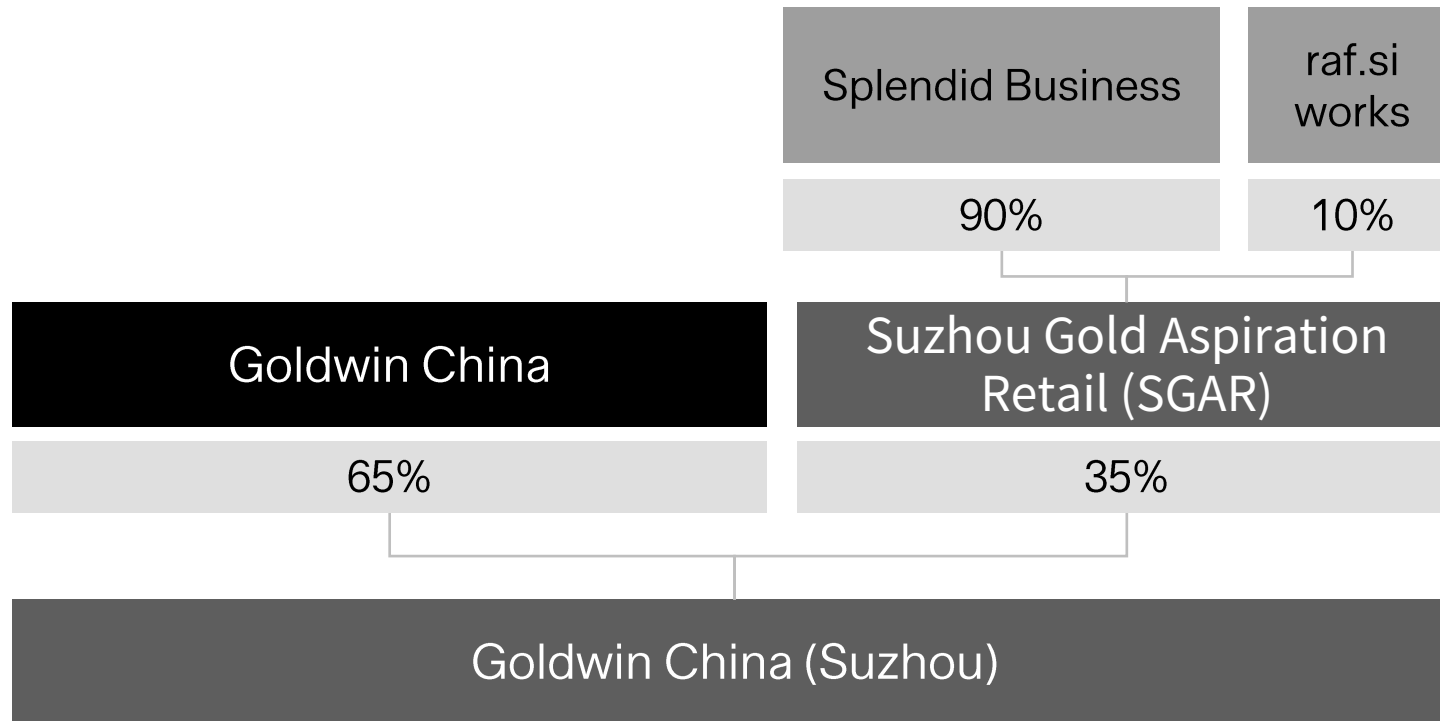 Splendid Business
raf.si
works
90%
10%
Goldwin China
Suzhou Gold Aspiration
Retail (SGAR)
65%
35%
Goldwin China (Suzhou)